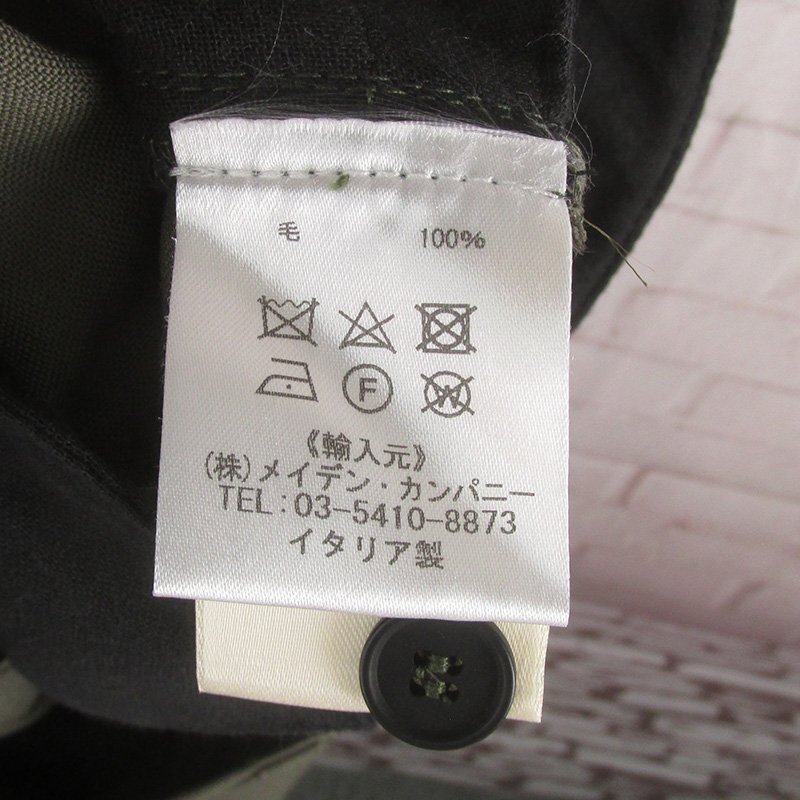 毛 100%
F W
《輸入元》
(株)メイデン・カンパニー
TEL:03-5410-8873
イタリア製